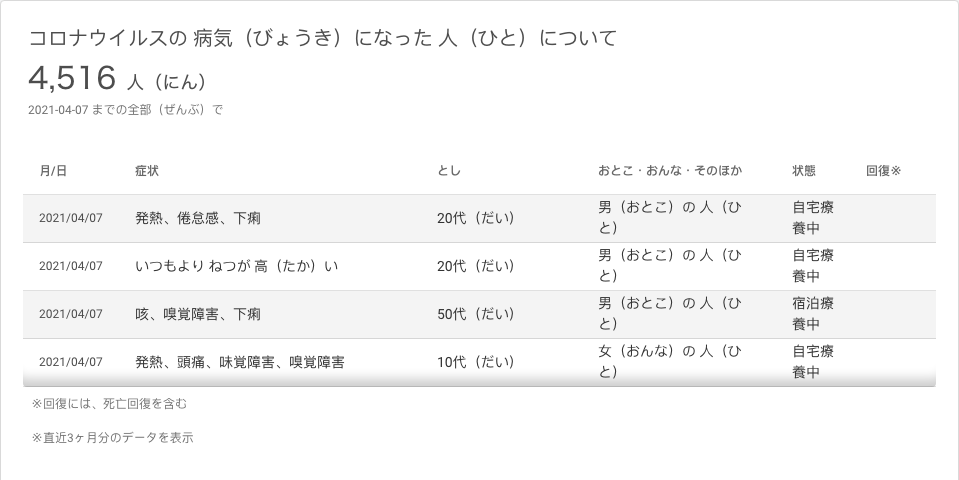 コロナウイルスの 病気（びょうき）になった 人（ひと）について
4,516 人（にん）
2021-04-07 までの全部（ぜんぶ）で
月/日 症状 とし おとこ・おんな・そのほか 状態 回復※
2021/04/07 発熱、倦怠感、下痢 20代（だい） 男（おとこ）の 人（ひ 自宅療
と） 養中
2021/04/07 いつもより ねつが 高（たか）い 20代（だい） 男（おとこ）の 人（ひ 自宅療
と） 養中
2021/04/07 咳、嗅覚障害、下痢 50代（だい） 男（おとこ）の 人（ひ 宿泊療
と） 養中
2021/04/07 発熱、頭痛、味覚障害、嗅覚障害 10代（だい） 女（おんな）の 人（ひ 自宅療
と） 養中
※回復には、死亡回復を含む
※直近3ヶ月分のデータを表示